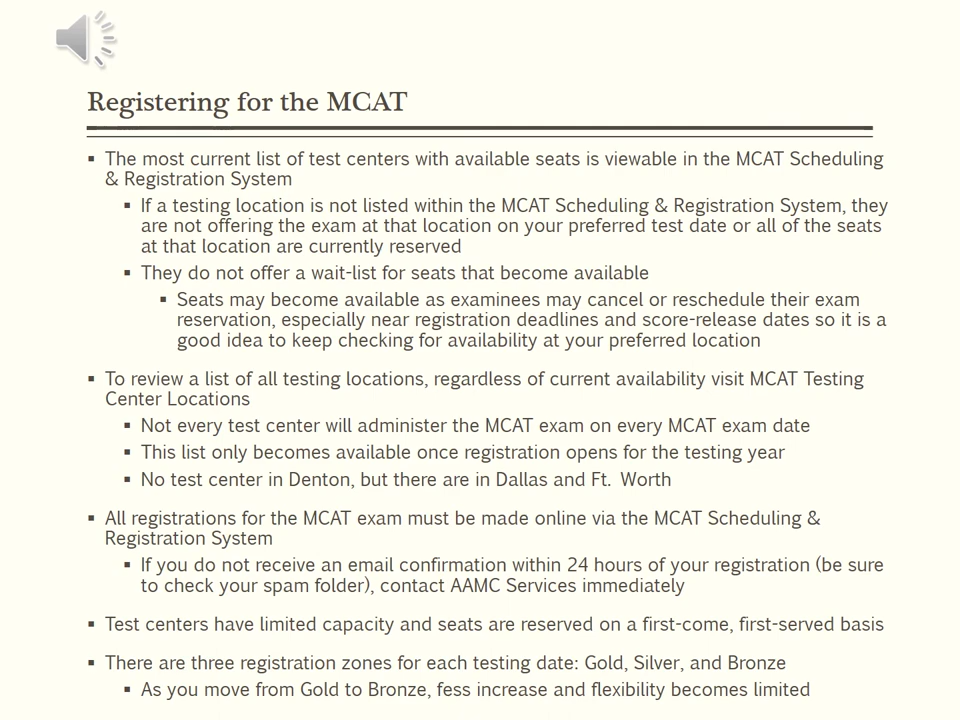 Registering for the MCAT
▪ The most current list of test centers with available seats is viewable in the MCAT Scheduling
& Registration System
▪ If a testing location is not listed within the MCAT Scheduling & Registration System, they
are not offering the exam at that location on your preferred test date or all of the seats
at that location are currently reserved
▪ They do not offer a wait-list for seats that become available
▪ Seats may become available as examinees may cancel or reschedule their exam
reservation, especially near registration deadlines and score-release dates so it is a
good idea to keep checking for availability at your preferred location
▪ To review a list of all testing locations, regardless of current availability visit MCAT Testing
Center Locations
▪ Not every test center will administer the MCAT exam on every MCAT exam date
▪ This list only becomes available once registration opens for the testing year
▪ No test center in Denton, but there are in Dallas and Ft. Worth
▪ All registrations for the MCAT exam must be made online via the MCAT Scheduling &
Registration System
▪ If you do not receive an email confirmation within 24 hours of your registration (be sure
to check your spam folder), contact AAMC Services immediately
▪ Test centers have limited capacity and seats are reserved on a first-come, first-served basis
▪ There are three registration zones for each testing date: Gold, Silver, and Bronze
▪ As you move from Gold to Bronze, fess increase and flexibility becomes limited